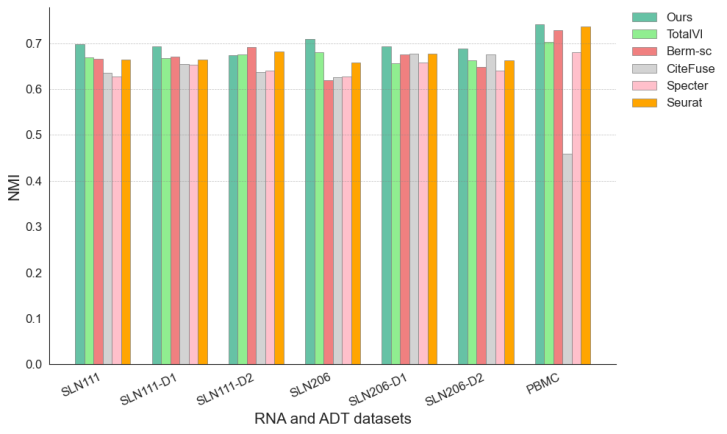 NMI
0.7
0.6
0.5
0.4
0.3
0.2
0.1
0.0
SLN111
SLN111-D1
SLN111-D2
SLN206
SLN206-D1
SLN206-D2
PBMC
RNA and ADT datasets
Ours
TotalVI
Berm-sc
CiteFuse
Specter
Seurat